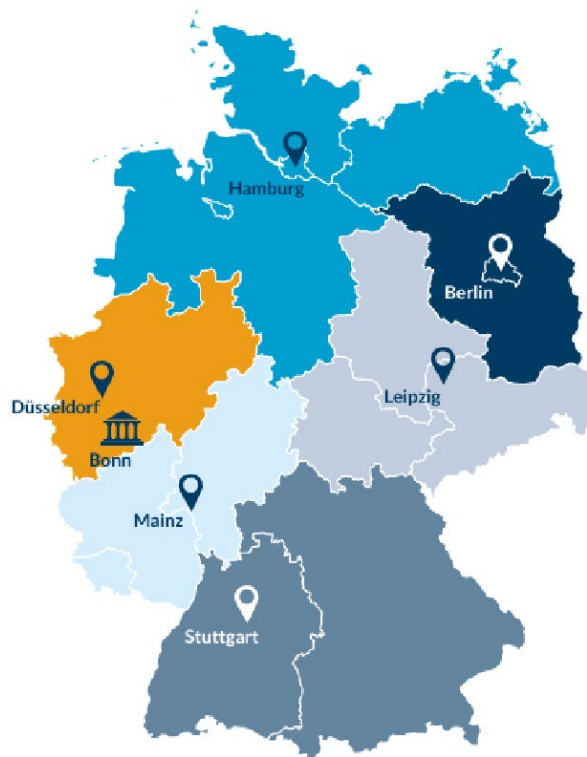 Hamburg
Berlin
Düsseldorf
Leipzig
Bonn
Mainz
Stuttgart